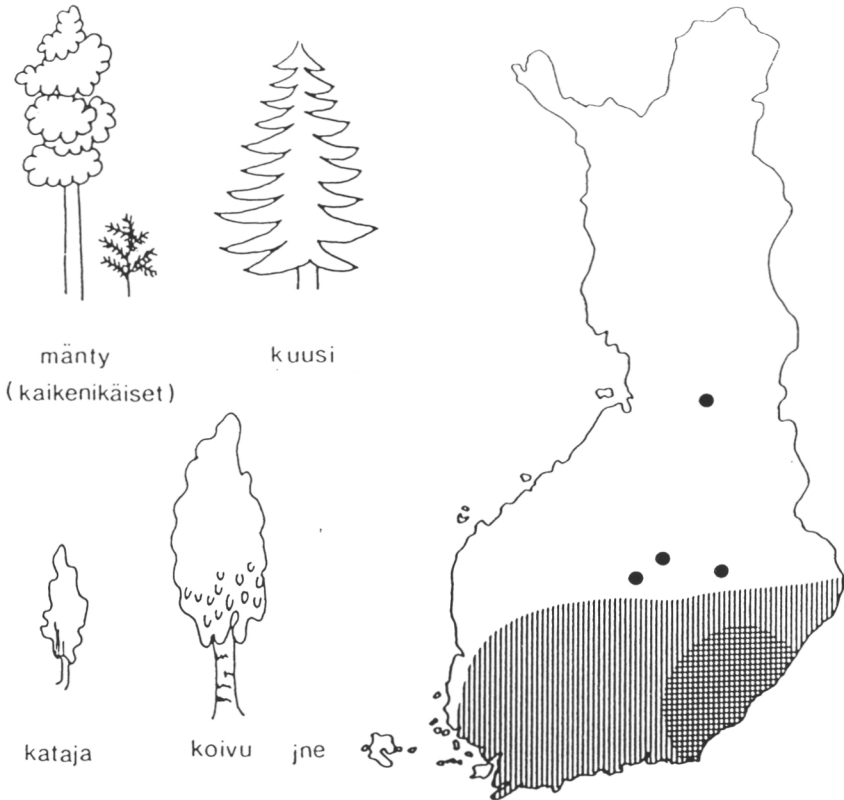 mänty
kuusi
(kaikenikäiset)
kataja
koivu jne